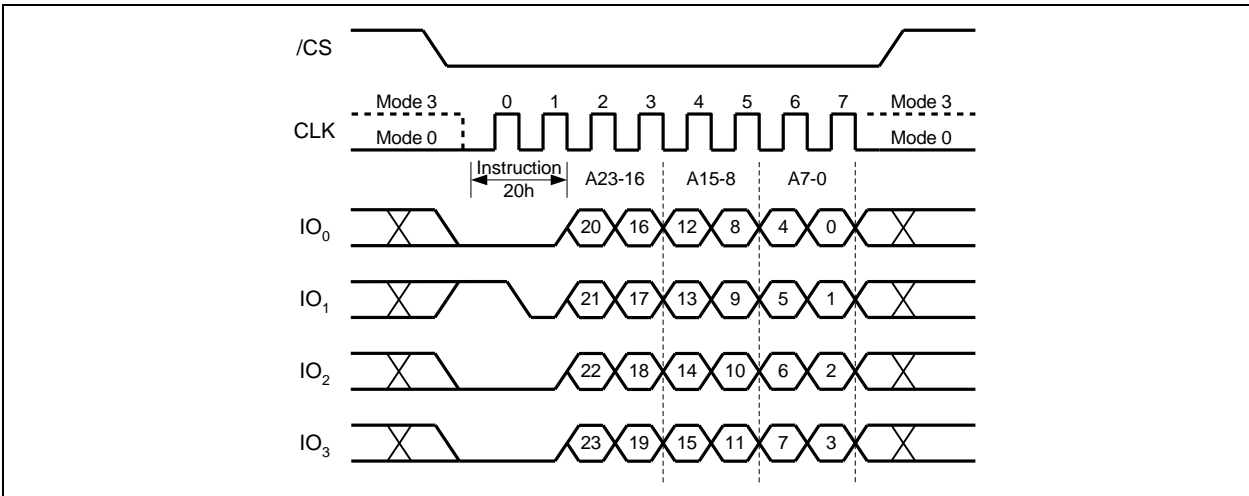 /CS
Mode 3 0 1 2 3 4 5 6 7 Mode 3
CLK
Mode 0 Mode 0
Instruction
20h
A23-16 A15-8 A7-0
IO0 20 16 12 8 4 0
IO1 21 17 13 9 5 1
IO2 22 18 14 10 6 2
IO3 23 19 15 11 7 3